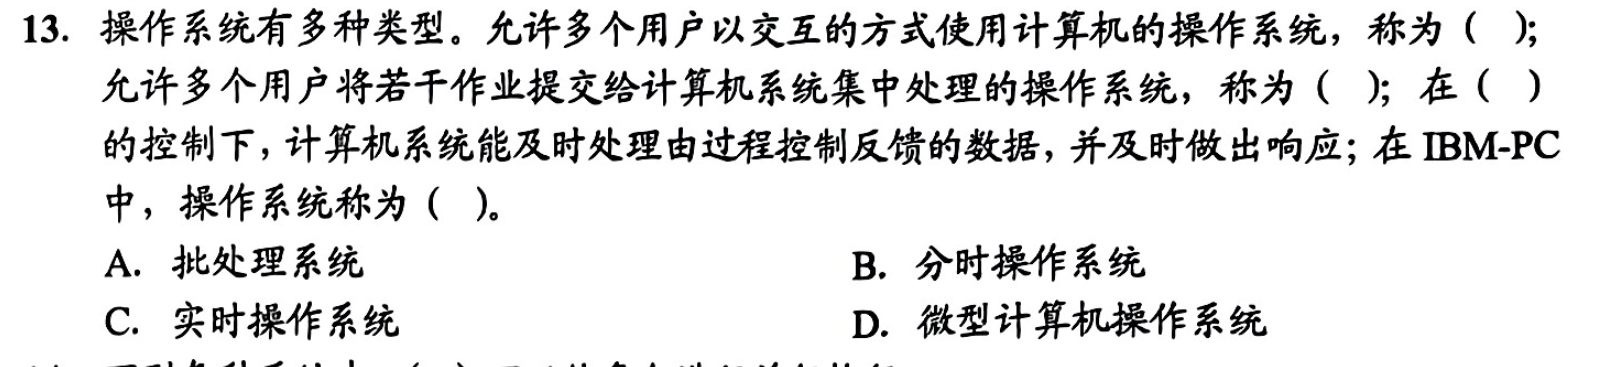 13. 操作系统有多种类型。允许多个用户以交互的方式使用计算机的操作系统，称为（ ）；
允许多个用户将若干作业提交给计算机系统集中处理的操作系统，称为（ ）；在（ ）
的控制下，计算机系统能及时处理由过程控制反馈的数据，并及时做出响应；在 IBM-PC
中，操作系统称为（ ）。
A. 批处理系统 B. 分时操作系统
C. 实时操作系统 D. 微型计算机操作系统